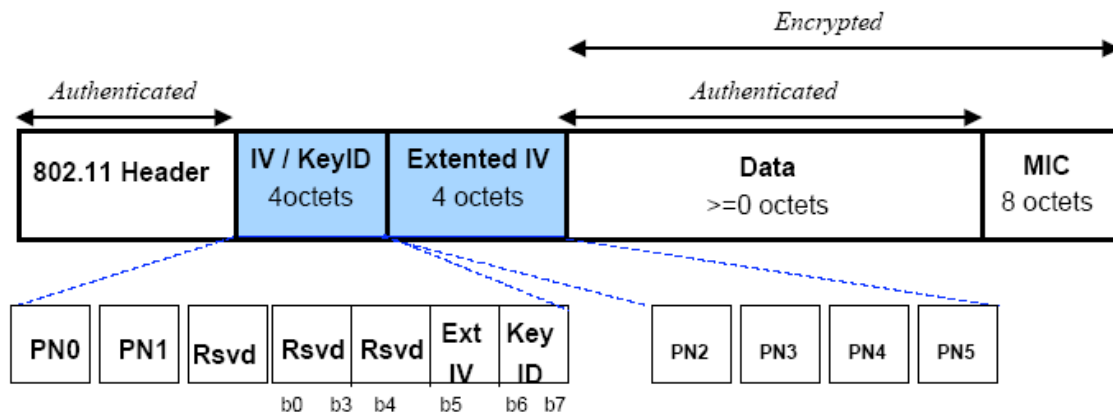 Encrypted
Authenticated
Authenticated
802.11 Header
IV / KeyID
4octets
Extented IV
4 octets
Data
>=0 octets
MIC
8 octets
PN0
PN1
Rsvd
Rsvd
Rsvd
Ext
IV
Key
ID
PN2
PN3
PN4
PN5
b0
b3
b4
b5
b6
b7